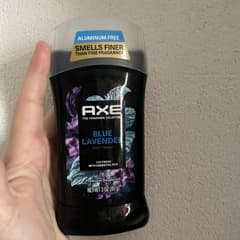 ALUMINUM FREE
SMELLS FINER
THAN FINE FRAGRANCE
AXE
BLUE
LAVENDER
NET WT 3 OZ